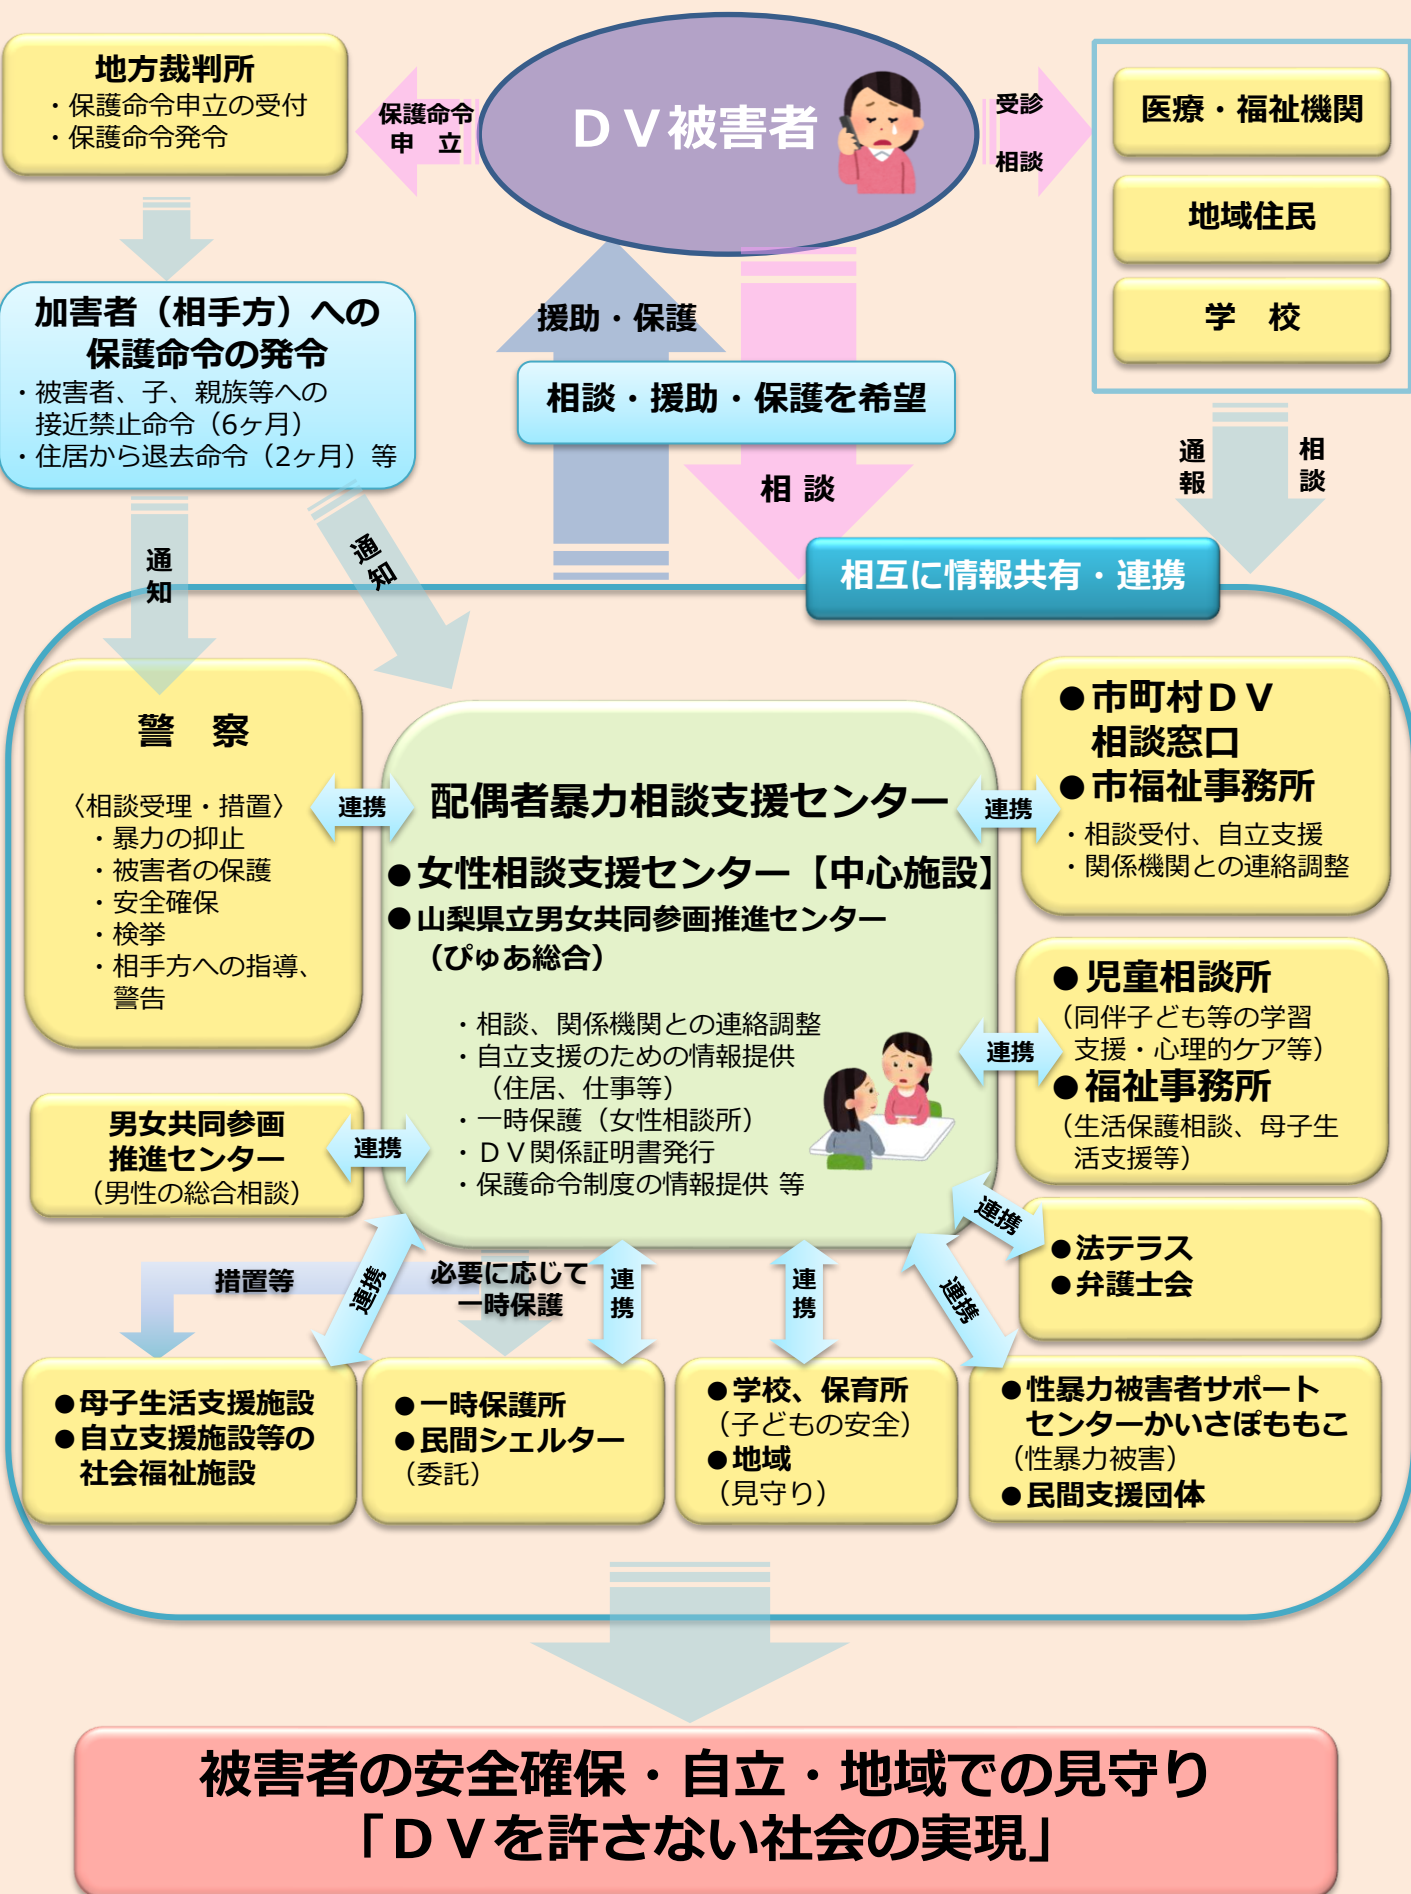 地方裁判所
・保護命令申立の受付
・保護命令発令
保護命令
申　立
ＤＶ被害者
受診
相談
医療・福祉機関
地域住民
学　校
加害者（相手方）への
保護命令の発令
・被害者、子、親族等への
接近禁止命令（6ヶ月）
・住居から退去命令（2ヶ月）等
援助・保護
相談・援助・保護を希望
相 談
通報
相談
通知
通知
相互に情報共有・連携
警　察
〈相談受理・措置〉
・暴力の抑止
・被害者の保護
・安全確保
・検挙
・相手方への指導、
警告
連携
配偶者暴力相談支援センター
●女性相談支援センター【中心施設】
●山梨県立男女共同参画推進センター
（ぴゅあ総合）
・相談、関係機関との連絡調整
・自立支援のための情報提供
（住居、仕事等）
・一時保護（女性相談所）
・ＤＶ関係証明書発行
・保護命令制度の情報提供 等
連携
●市町村ＤＶ
相談窓口
●市福祉事務所
・相談受付、自立支援
・関係機関との連絡調整
連携
●児童相談所
（同伴子ども等の学習
支援・心理的ケア等）
●福祉事務所
（生活保護相談、母子生
活支援等）
男女共同参画
推進センター
（男性の総合相談）
連携
連携
●法テラス
●弁護士会
措置等
連携
必要に応じて
一時保護
連携
連携
連携
●母子生活支援施設
●自立支援施設等の
社会福祉施設
●一時保護所
●民間シェルター
（委託）
●学校、保育所
（子どもの安全）
●地域
（見守り）
●性暴力被害者サポート
センターかいさぽももこ
（性暴力被害）
●民間支援団体
被害者の安全確保・自立・地域での見守り
「ＤＶを許さない社会の実現」